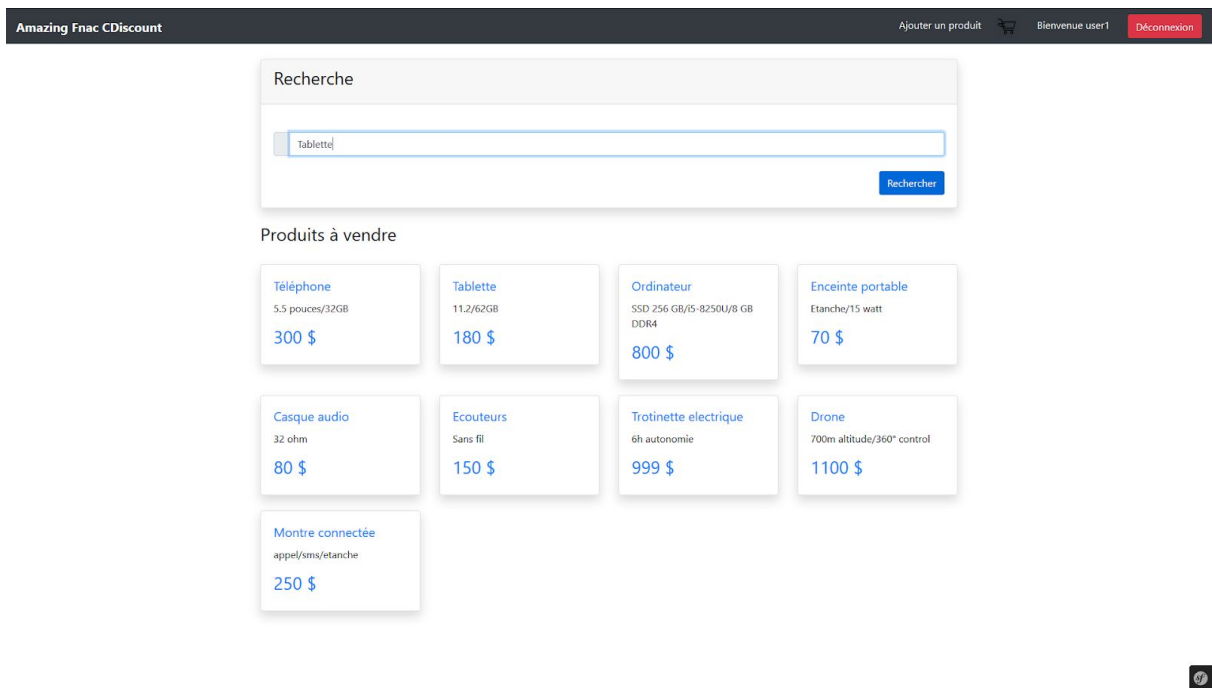 Amazing Fnac CDiscount
Ajouter un produit
Bienvenue user1
Déconnexion
Recherche
Tablette
Rechercher
Produits à vendre
Téléphone
5.5 pouces/32GB
300 $
Tablette
11.2/62GB
180 $
Ordinateur
SSD 256 GB/i5-8250U/8 GB
DDR4
800 $
Enceinte portable
Etanche/15 watt
70 $
Casque audio
32 ohm
80 $
Ecouteurs
Sans fil
150 $
Trotinette electrique
6h autonomie
999 $
Drone
700m altitude/360° control
1100 $
Montre connectée
appel/sms/etanche
250 $
sf